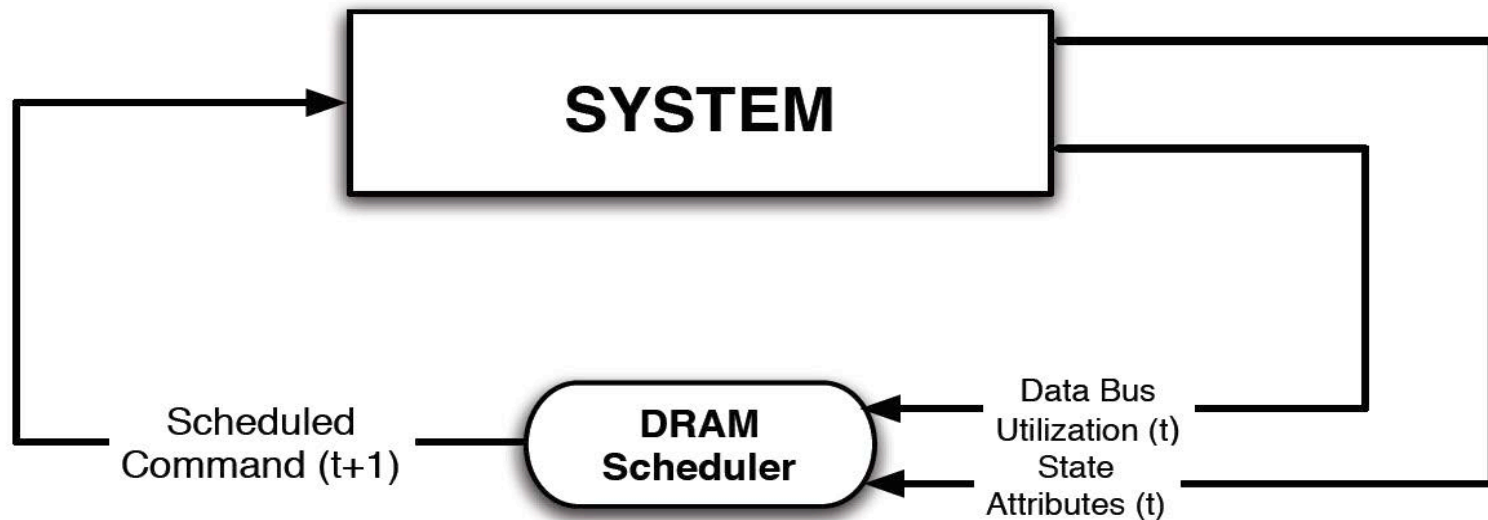 SYSTEM
Scheduled
Command (t+1)
DRAM
Scheduler
Data Bus
Utilization (t)
State
Attributes (t)